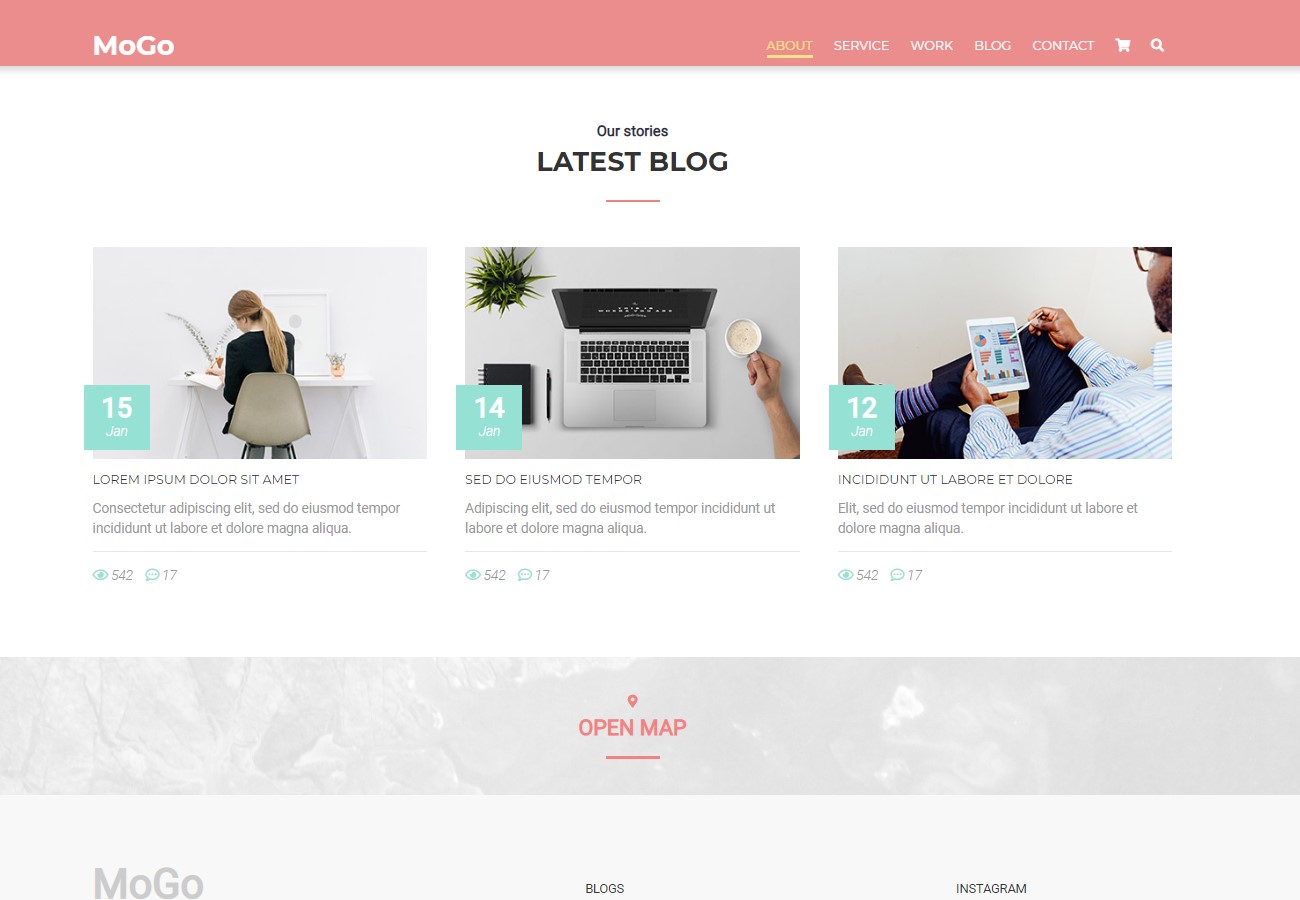 MoGo
ABOUT SERVICE WORK BLOG CONTACT
Our stories
LATEST BLOG
15
Jan
LOREM IPSUM DOLOR SIT AMET
Consectetur adipiscing elit, sed do eiusmod tempor
incididunt ut labore et dolore magna aliqua.
542 17
14
Jan
SED DO EIUSMOD TEMPOR
Adipiscing elit, sed do eiusmod tempor incididunt ut
labore et dolore magna aliqua.
542 17
12
Jan
INCIDIDUNT UT LABORE ET DOLORE
Elit, sed do eiusmod tempor incididunt ut labore et
dolore magna aliqua.
542 17
OPEN MAP
MoGo
BLOGS
INSTAGRAM